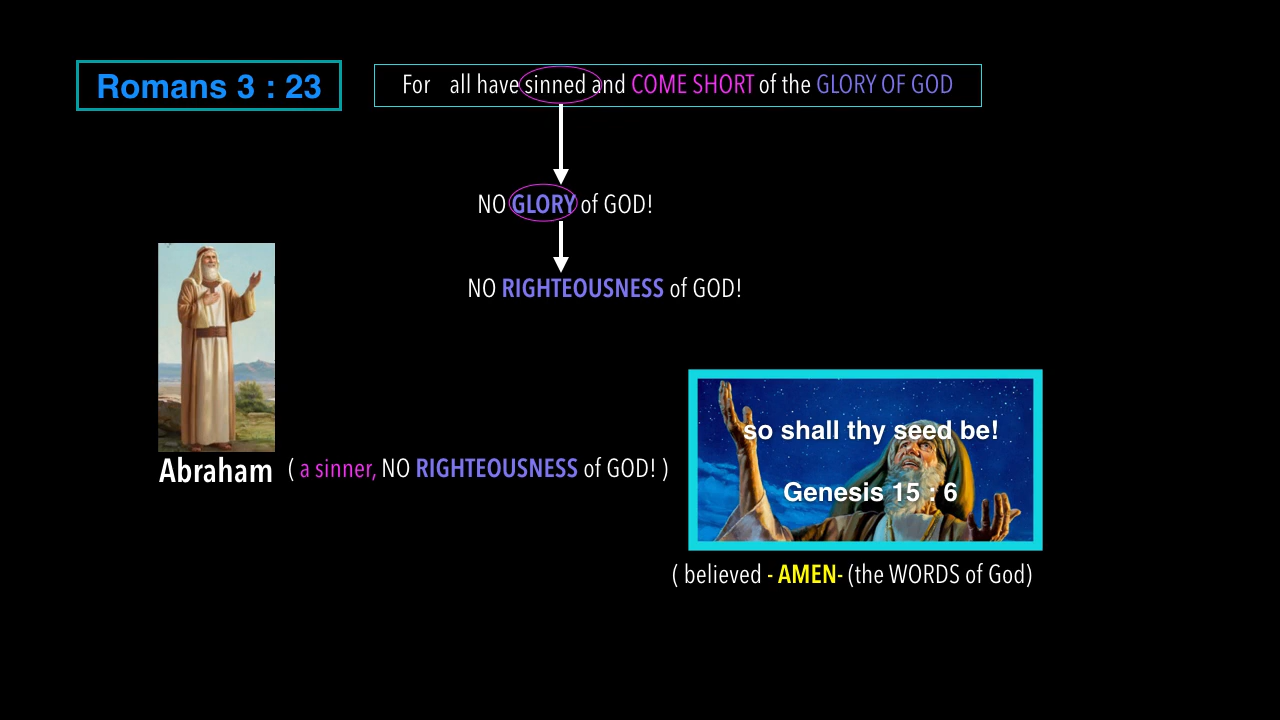 Romans 3 : 23
For all have sinned and COME SHORT of the GLORY OF GOD
NO GLORY of GOD!
NO RIGHTEOUSNESS of GOD!
so shall thy seed be!
Genesis 15 : 6
Abraham ( a sinner, NO RIGHTEOUSNESS of GOD! )
( believed - AMEN- (the WORDS of God)